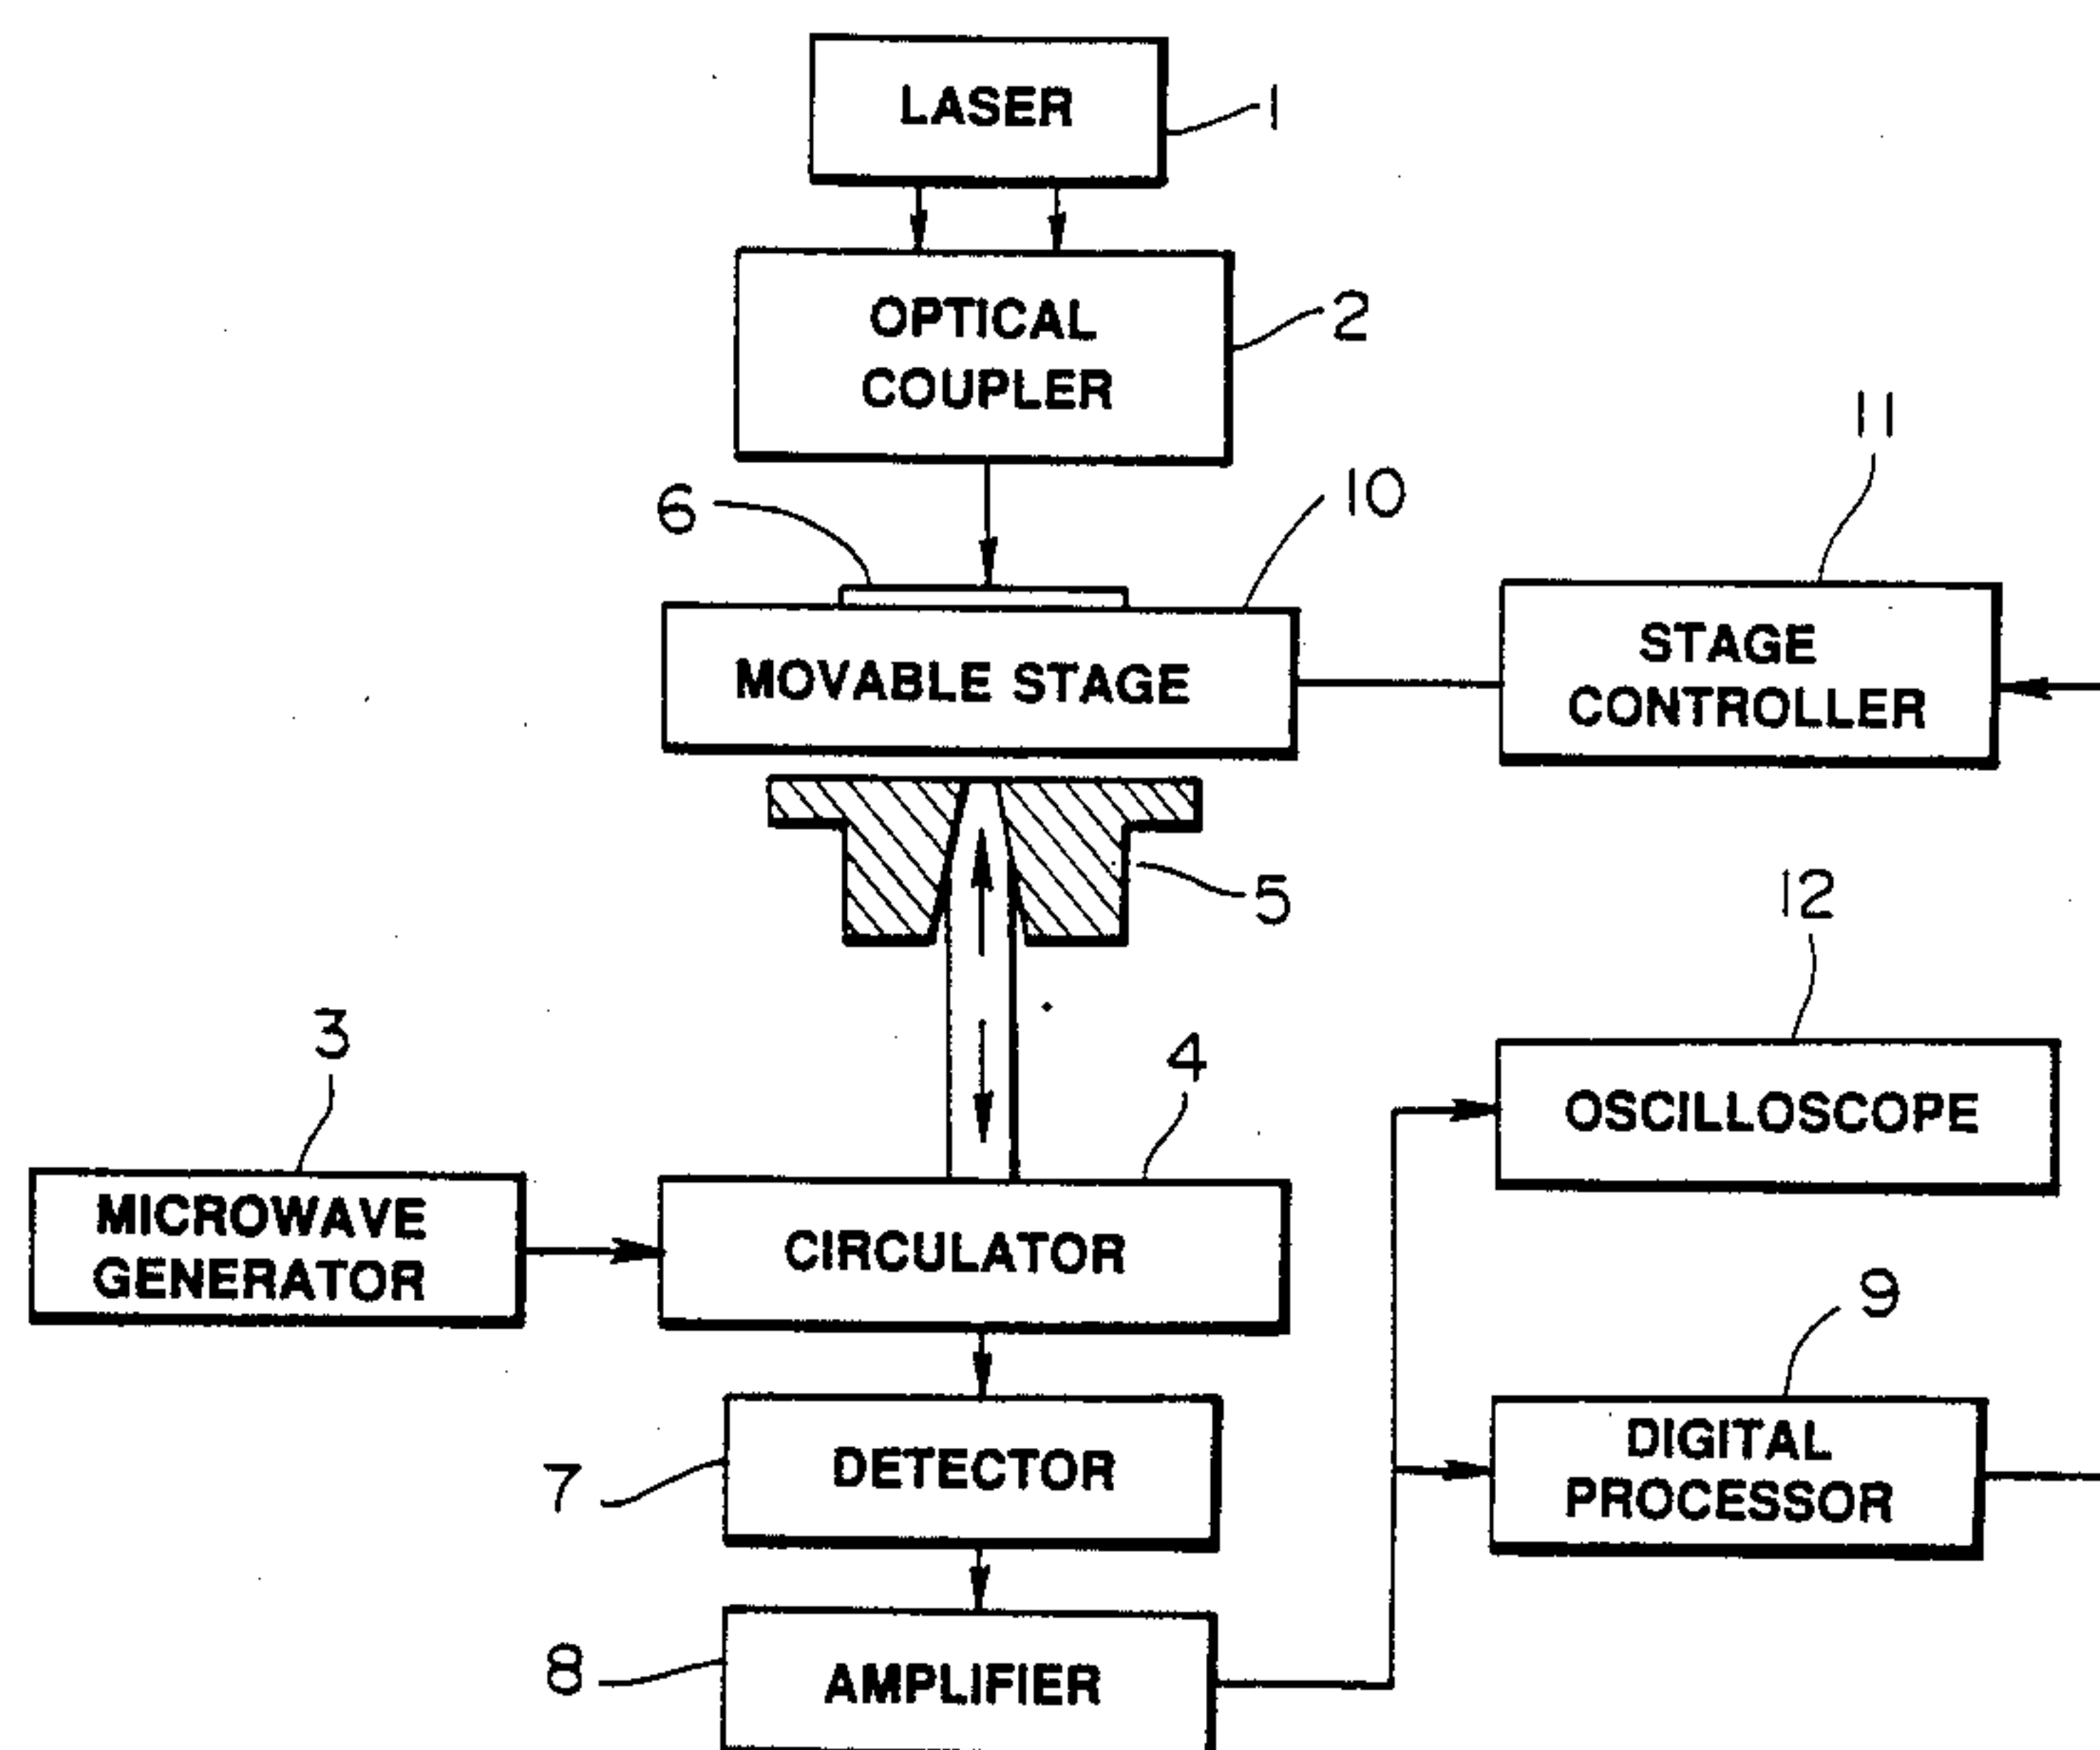 LASER
1
OPTICAL
COUPLER
2
6
10
11
MOVABLE STAGE
STAGE
CONTROLLER
5
12
3
4
OSCILLOSCOPE
MICROWAVE
GENERATOR
CIRCULATOR
9
7
DETECTOR
DIGITAL
PROCESSOR
8
AMPLIFIER